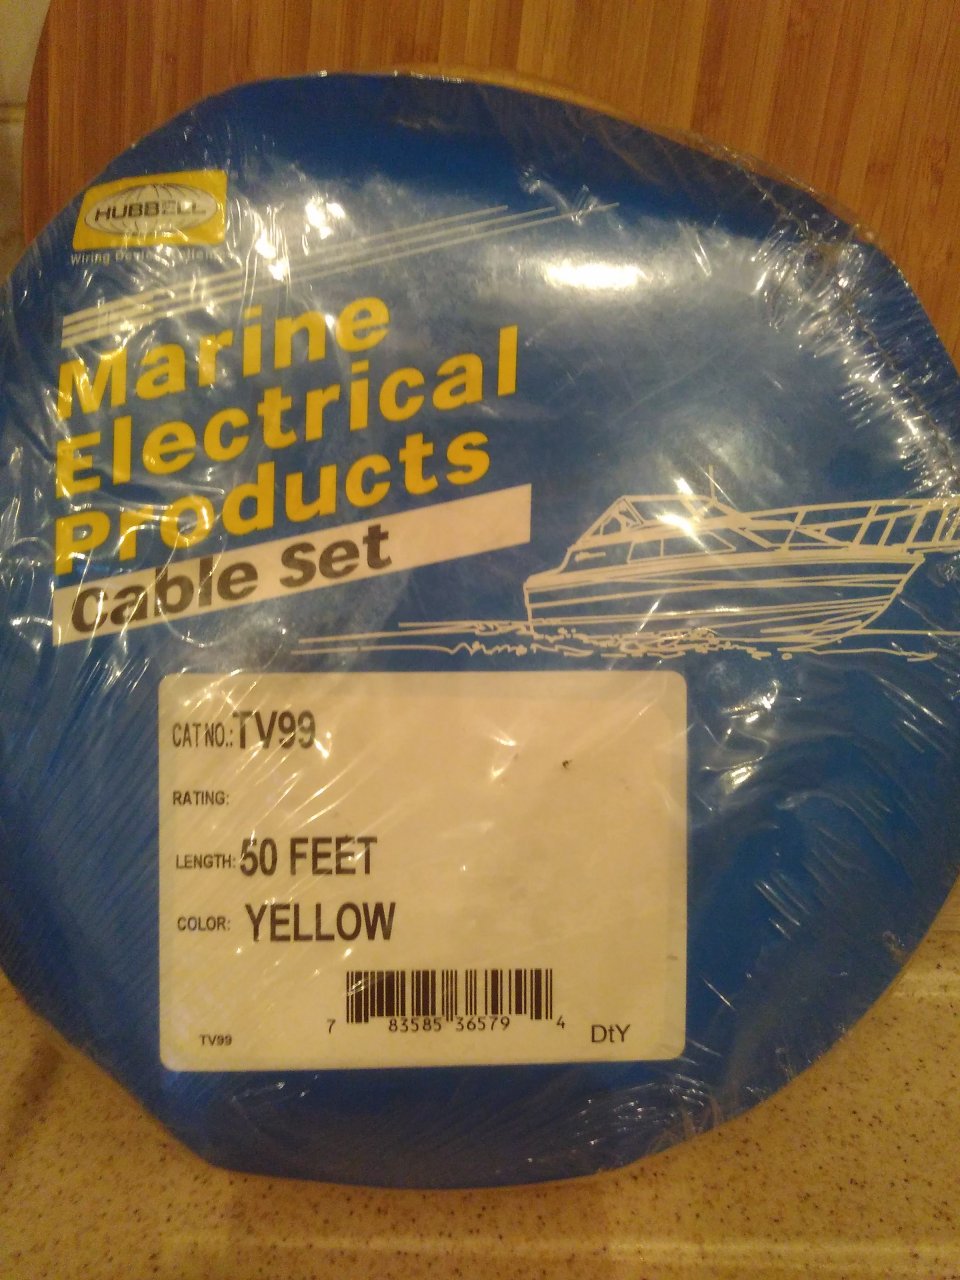 HUBBELL
Wiring
Marine
Electrical
Products
Cable Set
CAT NO.: TV99
RATING:
LENGTH: 50 FEET
COLOR: YELLOW
7 83585 36579 4
TV99
DtY